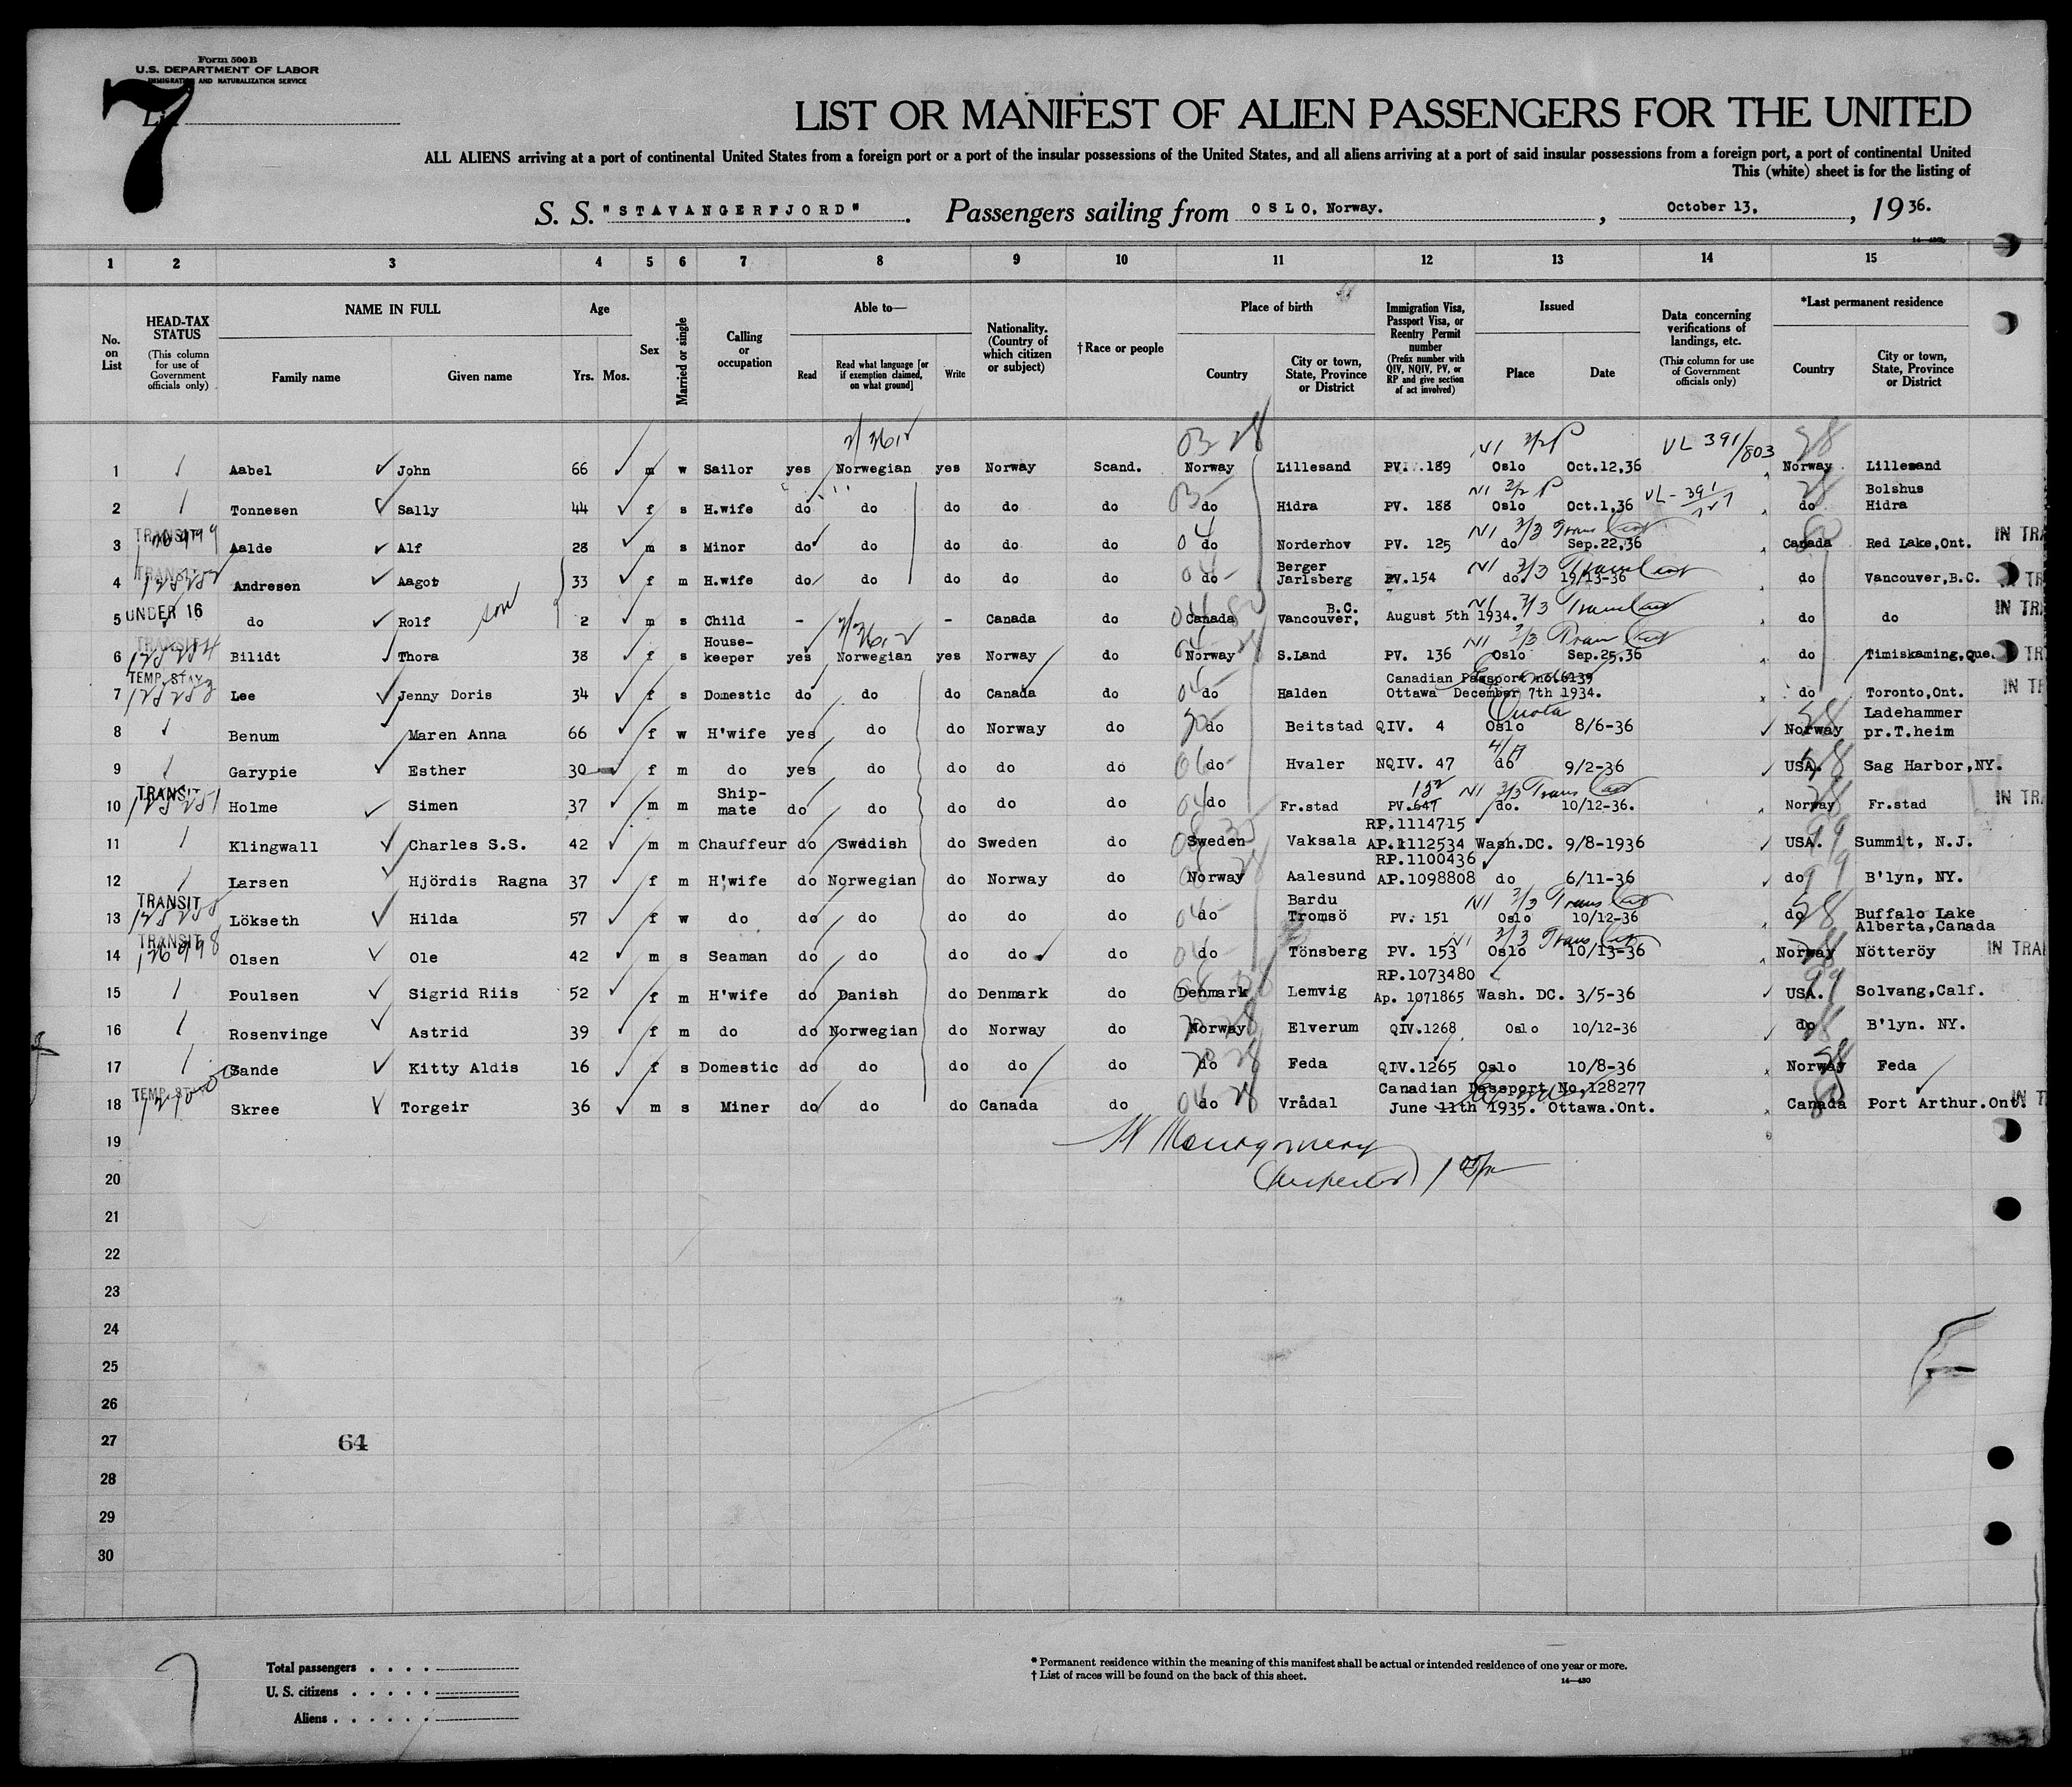 Form 500B
U.S. DEPARTMENT OF LABOR
IMMIGRATION AND NATURALIZATION SERVICE
7
LIST OR MANIFEST OF ALIEN PASSENGERS FOR THE UNITED
ALL ALIENS arriving at a port of continental United States from a foreign port or a port of the insular possessions of the United States, and all aliens arriving at a port of said insular possessions from a foreign port, a port of continental United
This (white) sheet is for the listing of
S. S. "STAVANGERFJORD". Passengers sailing from OSLO, Norway. , October 13, , 19 36.
1 2 3 4 5 6 7 8 9 10 11 12 13 14 15
No. on List
HEAD-TAX STATUS (This column for use of Government officials only)
NAME IN FULL
Family name Given name
Age
Yrs. Mos.
Sex
Married or single
Calling or occupation
Able to—
Read
Read what language [or if exemption claimed, on what ground]
Write
Nationality. (Country of which citizen or subject)
†Race or people
Place of birth
Country
City or town, State, Province or District
Immigration Visa, Passport Visa, or Reentry Permit number (Prefix number with QIV, NQIV, PV, or RP and give section of act involved)
Issued
Place Date
Data concerning verifications of landings, etc. (This column for use of Government officials only)
*Last permanent residence
Country
City or town, State, Province or District
1 Aabel John 66 m w Sailor yes Norwegian yes Norway Scand. Norway Lillesand PV. 189 Oslo Oct.12,36 VL 391/803 Norway Lillesand
2 Tonnesen Sally 44 f s H.wife do do do do do do Hidra PV. 188 Oslo Oct.1,36 do Bolshus Hidra
3 TRANSIT Aalde Alf 28 m s Minor do do do do do do Norderhov PV. 125 do Sep.22,36 Canada Red Lake,Ont. IN TRA
4 TRANSIT Andresen Aagot 33 f m H.wife do do do do do do Berger Jarlsberg PV.154 do. 19/13-36 do Vancouver,B.C. TR
5 UNDER 16 do Rolf son 2 m s Child - - Canada do Canada Vancouver, B.C. August 5th 1934. do do IN TRA
6 TRANSIT Bilidt Thora 38 f s House-keeper yes Norwegian yes Norway do Norway S.Land PV. 136 Oslo Sep.25,36 do Timiskaming,Que. TR
7 TEMP. STAY Lee Jenny Doris 34 f s Domestic do do do Canada do do Halden Canadian Passport no.66139 Ottawa December 7th 1934. do Toronto,Ont. IN TR
8 Benum Maren Anna 66 f w H'wife yes do do Norway do do Beitstad QIV. 4 Quota Oslo 8/6-36 Norway Ladehammer pr.T.heim
9 Garypie Esther 30 f m do yes do do do do do Hvaler NQIV. 47 do 9/2-36 USA. Sag Harbor,NY.
10 TRANSIT Holme Simen 37 m m Ship-mate do do do do do do Fr.stad PV.647 152 do. 10/12-36. Norway Fr.stad IN TRA
11 Klingwall Charles S.S. 42 m m Chauffeur do Swedish do Sweden do Sweden Vaksala RP.1114715 AP.1112534 Wash.DC. 9/8-1936 USA. Summit, N.J.
12 Larsen Hjördis Ragna 37 f m H'wife do Norwegian do Norway do Norway Aalesund RP.1100436 AP.1098808 do 6/11-36 do B'lyn, NY.
13 TRANSIT Lökseth Hilda 57 f w do do do do do do do Bardu Tromsö PV. 151 Oslo 10/12-36 do Buffalo Lake Alberta,Canada
14 TRANSIT Olsen Ole 42 m s Seaman do do do do do do Tönsberg PV. 153 Oslo 10/13-36 Norway Nötteröy IN TRAI
15 Poulsen Sigrid Riis 52 f m H'wife do Danish do Denmark do Denmark Lemvig RP.1073480 Ap. 1071865 Wash. DC. 3/5-36 USA. Solvang,Calf.
16 Rosenvinge Astrid 39 f m do do Norwegian do Norway do Norway Elverum QIV.1268 Oslo 10/12-36 do B'lyn. NY.
17 Sande Kitty Aldis 16 f s Domestic do do do do do do Feda QIV.1265 Oslo 10/8-36 Norway Feda
18 TEMP. STAY Skree Torgeir 36 m s Miner do do do Canada do do Vrådal Canadian Passport No.128277 June 11th 1935. Ottawa.Ont. Canada Port Arthur.Ont.
19 Montgomery
20 Inspector
21
22
23
24
25
26
27 64
28
29
30
Total passengers . . . .
U. S. citizens . . . . .
Aliens . . . . . .
* Permanent residence within the meaning of this manifest shall be actual or intended residence of one year or more.
† List of races will be found on the back of this sheet.
14—430